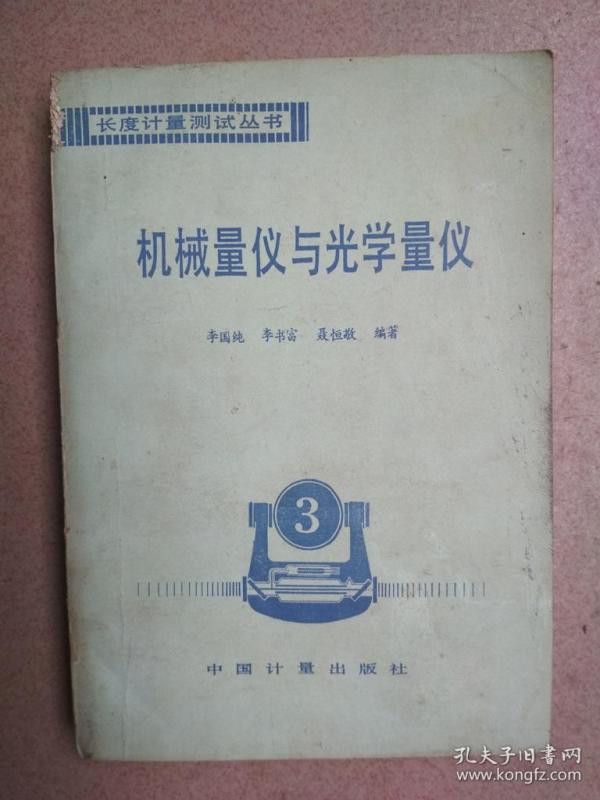 长度计量测试丛书
机械量仪与光学量仪
李国纯 李书富 聂恒敬 编著
3
中国计量出版社
孔夫子旧书网
www.kongfz.com